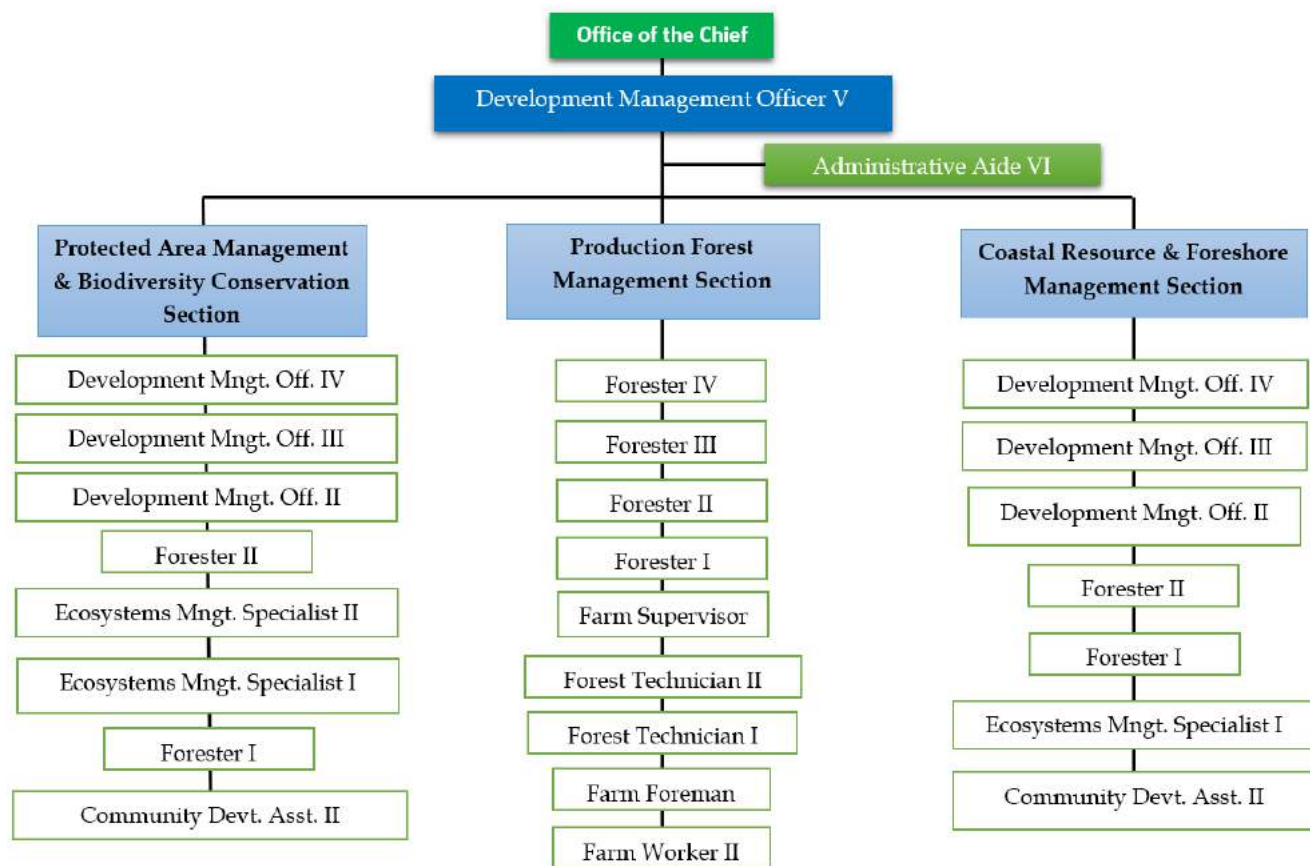 Office of the Chief
Development Management Officer V
Administrative Aide VI
Protected Area Management
& Biodiversity Conservation
Section
Development Mngt. Off. IV
Development Mngt. Off. III
Development Mngt. Off. II
Forester II
Ecosystems Mngt. Specialist II
Ecosystems Mngt. Specialist I
Forester I
Community Devt. Asst. II
Production Forest
Management Section
Forester IV
Forester III
Forester II
Forester I
Farm Supervisor
Forest Technician II
Forest Technician I
Farm Foreman
Farm Worker II
Coastal Resource & Foreshore
Management Section
Development Mngt. Off. IV
Development Mngt. Off. III
Development Mngt. Off. II
Forester II
Forester I
Ecosystems Mngt. Specialist I
Community Devt. Asst. II